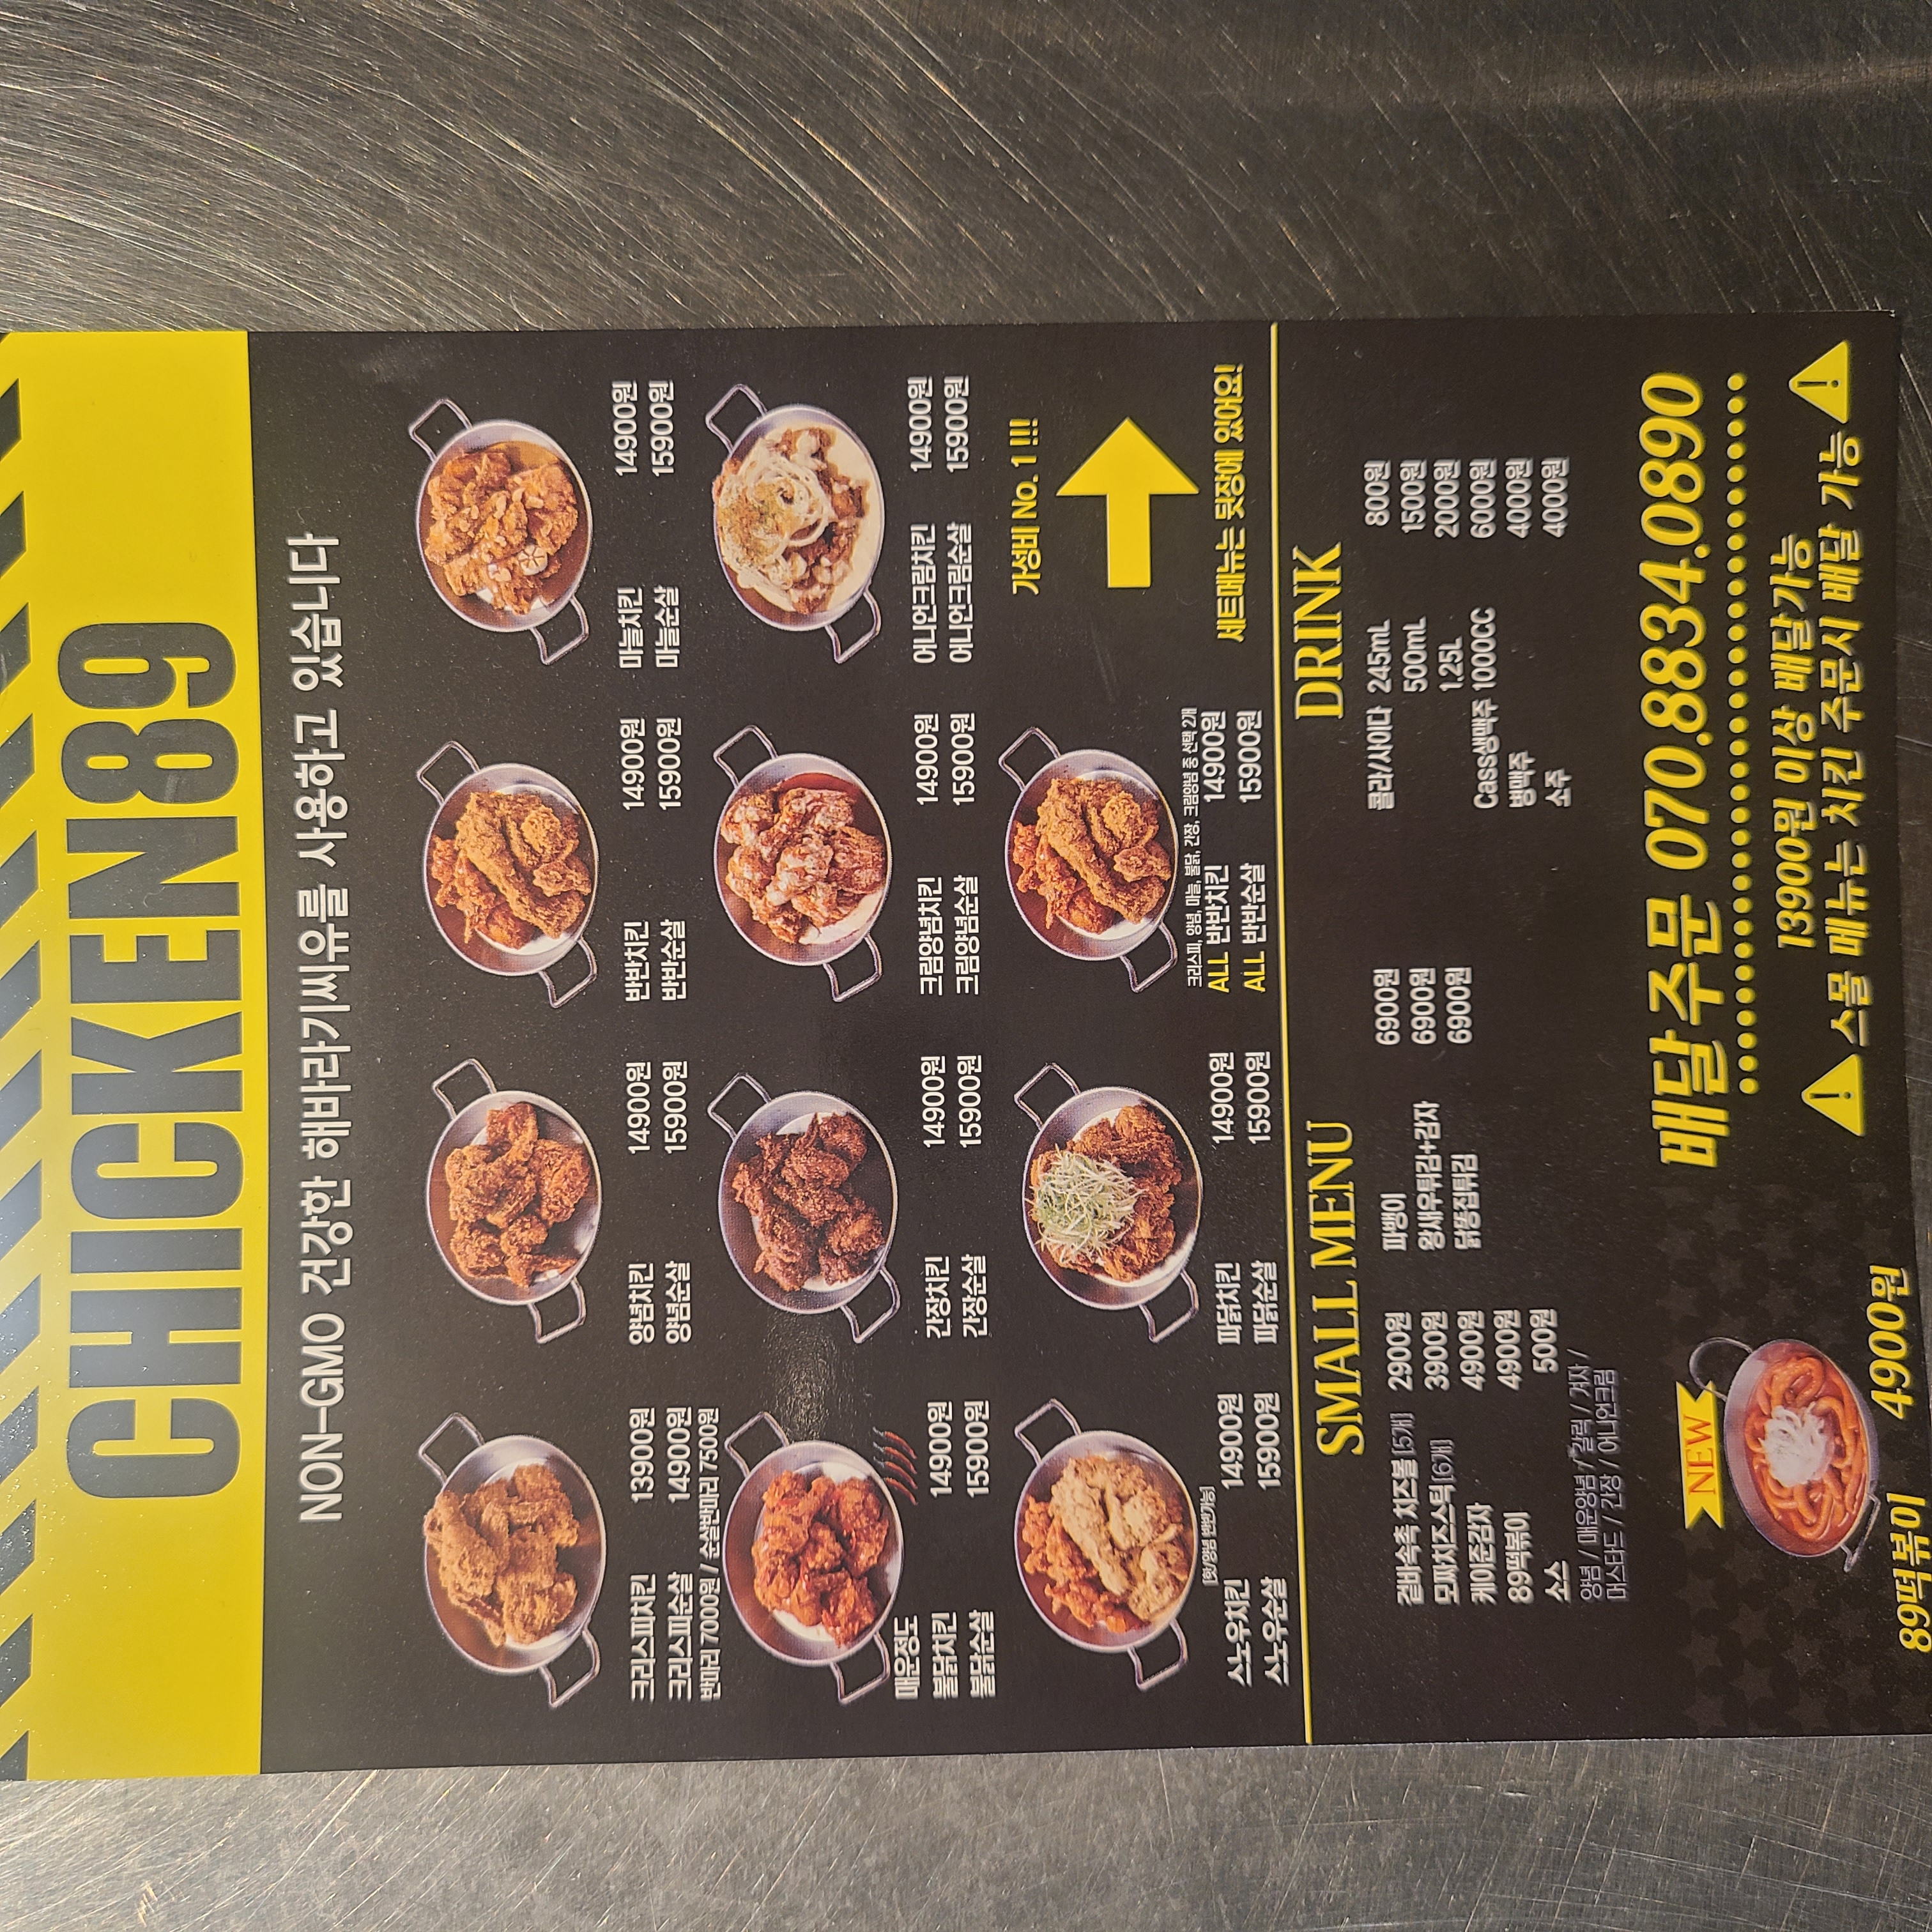 CHICKEN89
NON-GMO 건강한 해바라기씨유를 사용하고 있습니다
크리스피치킨 13900원
크리스피순살 14900원
반마리 7000원 / 순살반마리 7500원
양념치킨 14900원
양념순살 15900원
반반치킨 14900원
반반순살 15900원
마늘치킨 14900원
마늘순살 15900원
매운정도
불닭치킨 14900원
불닭순살 15900원
간장치킨 14900원
간장순살 15900원
크림양념치킨 14900원
크림양념순살 15900원
어니언크림치킨 14900원
어니언크림순살 15900원
[핫/양념 반반가능]
스노우치킨 14900원
스노우순살 15900원
파닭치킨 14900원
파닭순살 15900원
크리스피, 양념, 마늘, 불닭, 간장, 크림양념 중 선택 2개
ALL 반반치킨 14900원
ALL 반반순살 15900원
가성비 No. 1 !!!
세트메뉴는 뒷장에 있어요!
SMALL MENU
겉바속촉 치즈볼 [5개] 2900원
모짜치즈스틱[6개] 3900원
케이준감자 4900원
89떡볶이 4900원
소스 500원
양념 / 매운양념 / 갈릭 / 겨자 /
머스타드 / 간장 / 어니언크림
파뱅이 6900원
왕새우튀김+감자 6900원
닭똥집튀김 6900원
DRINK
콜라/사이다 245mL 800원
500mL 1500원
1.25L 2000원
Cass생맥주 1000CC 6000원
병맥주 4000원
소주 4000원
NEW
89떡볶이 4900원
배달주문 070.8834.0890
13900원 이상 배달가능
스몰 메뉴는 치킨 주문시 배달 가능